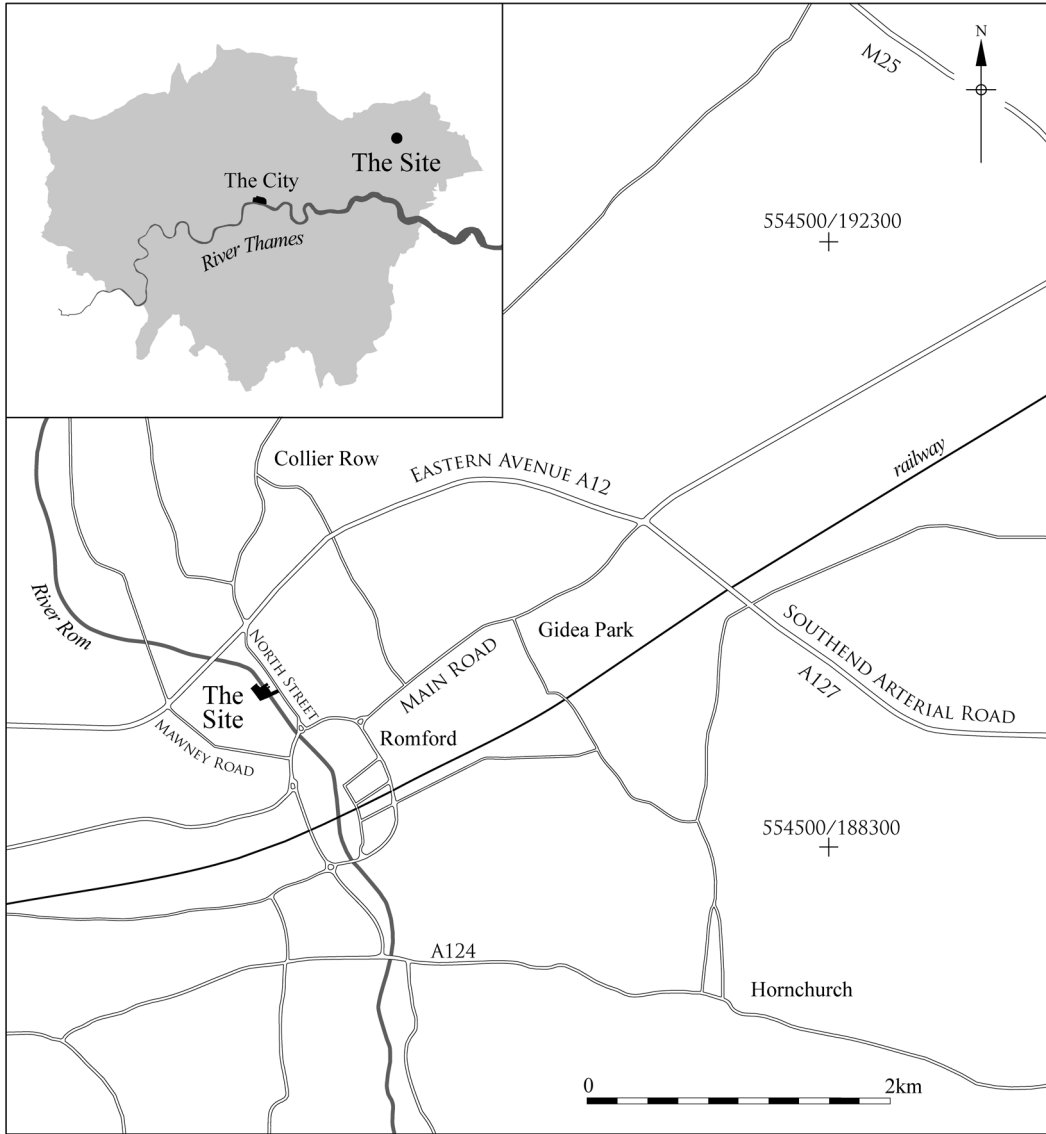 N
M25
The Site
The City
River Thames
554500/192300
railway
Collier Row
EASTERN AVENUE A12
River Rom
NORTH STREET
Gidea Park
MAIN ROAD
SOUTHEND ARTERIAL ROAD
A127
The
Site
MAWNEY ROAD
Romford
554500/188300
A124
Hornchurch
0 2km